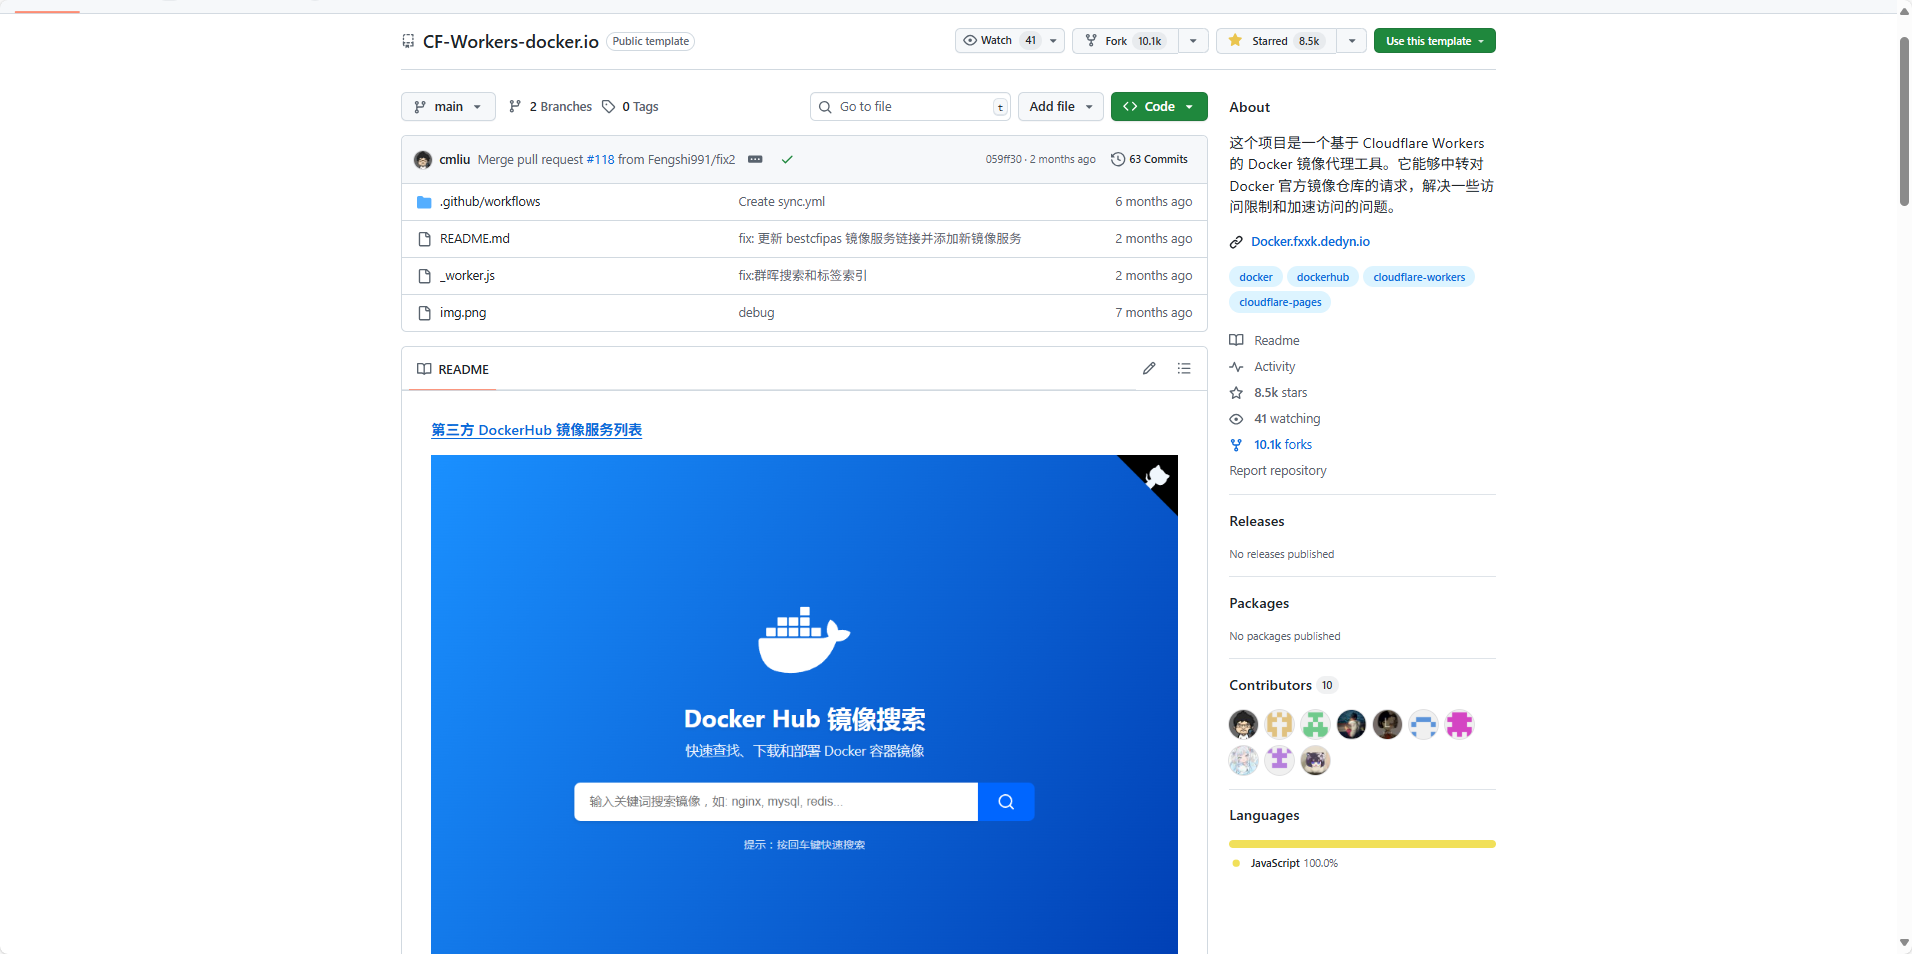 CF-Workers-docker.io Public template Watch 41 Fork 10.1k Starred 8.5k Use this template
main 2 Branches 0 Tags Go to file t Add file Code
cmliu Merge pull request #118 from Fengshi991/fix2 059ff30 · 2 months ago 63 Commits
.github/workflows Create sync.yml 6 months ago
README.md fix: 更新 bestcfipas 镜像服务链接并添加新镜像服务 2 months ago
_worker.js fix:群晖搜索和标签索引 2 months ago
img.png debug 7 months ago
README
第三方 DockerHub 镜像服务列表
Docker Hub 镜像搜索
快速查找、下载和部署 Docker 容器镜像
输入关键词搜索镜像，如: nginx, mysql, redis...
提示：按回车键快速搜索
About
这个项目是一个基于 Cloudflare Workers
的 Docker 镜像代理工具。它能够中转对
Docker 官方镜像仓库的请求，解决一些访
问限制和加速访问的问题。
Docker.fxxk.dedyn.io
docker dockerhub cloudflare-workers
cloudflare-pages
Readme
Activity
8.5k stars
41 watching
10.1k forks
Report repository
Releases
No releases published
Packages
No packages published
Contributors 10
Languages
JavaScript 100.0%